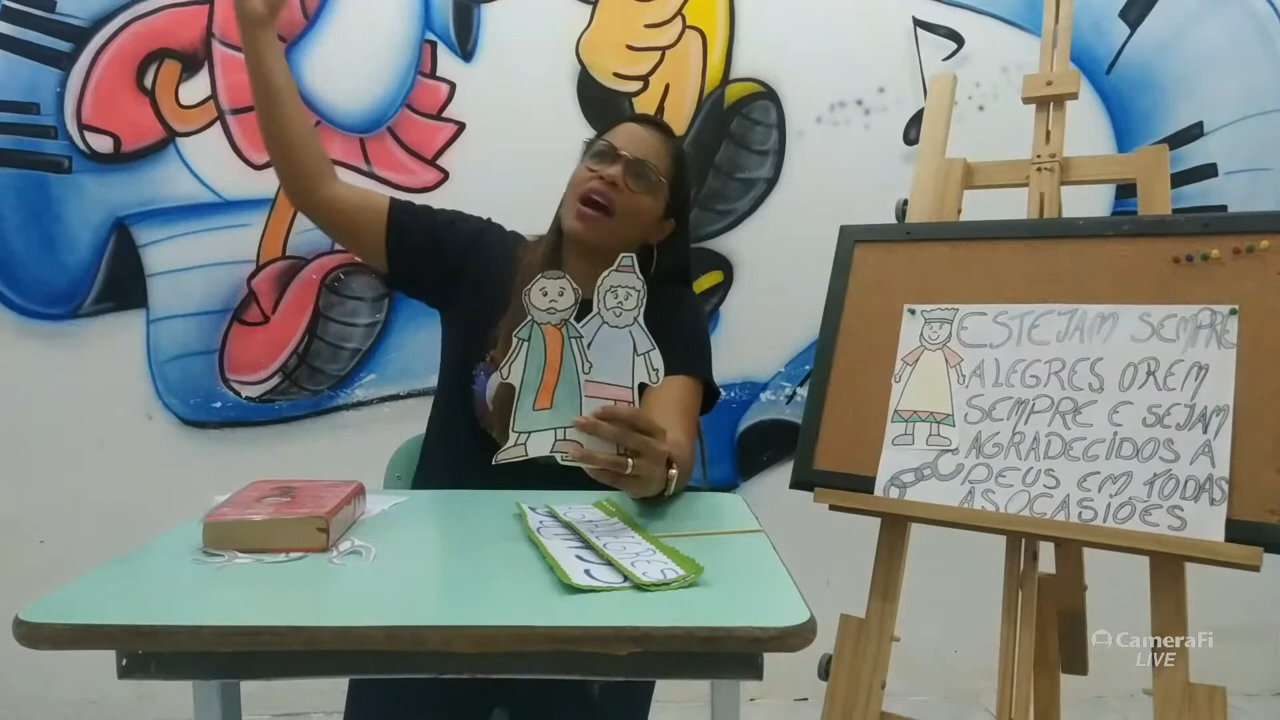 ESTEJAM SEMPRE
ALEGRES OREM
SEMPRE E SEJAM
AGRADECIDOS A
DEUS EM TODAS
AS OCASIÕES
CameraFi
LIVE